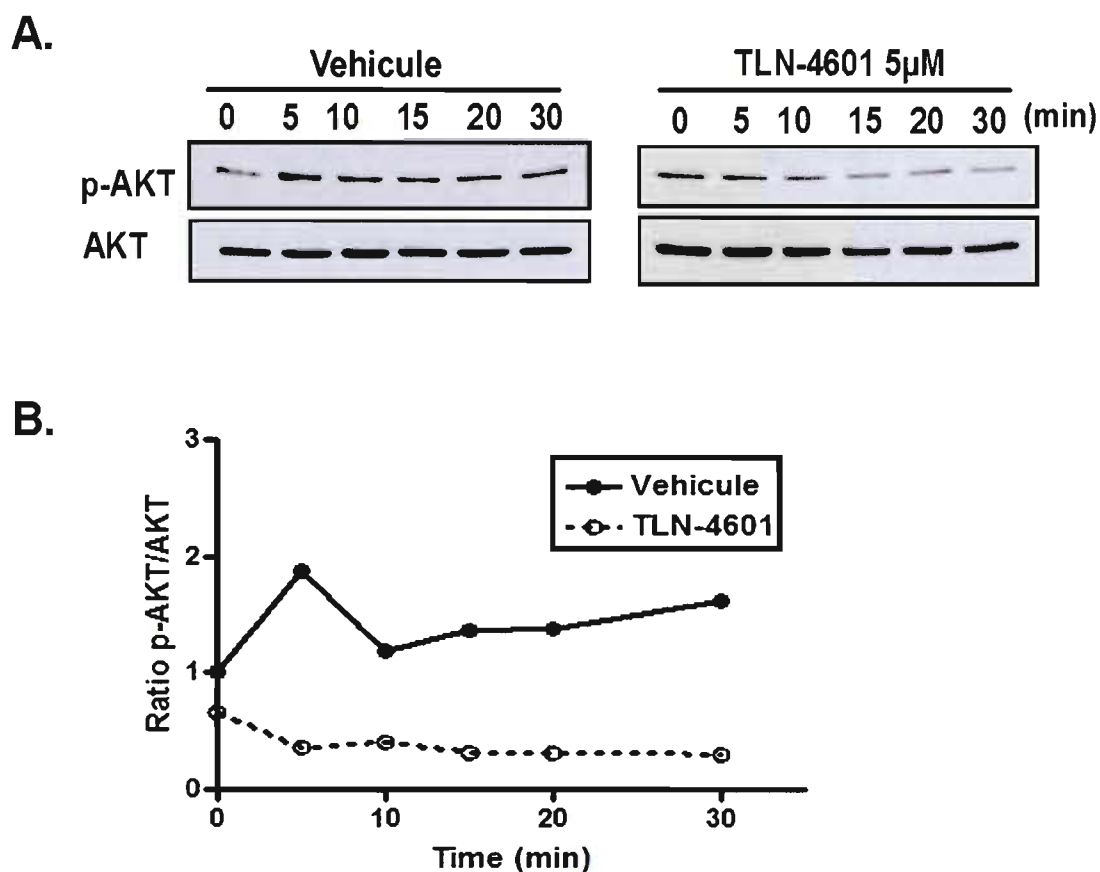 A.
Vehicule
TLN-4601 5µM
0 5 10 15 20 30
0 5 10 15 20 30 (min)
p-AKT
AKT
B.
3
2
1
0
Ratio p-AKT/AKT
Vehicule
TLN-4601
0 10 20 30
Time (min)